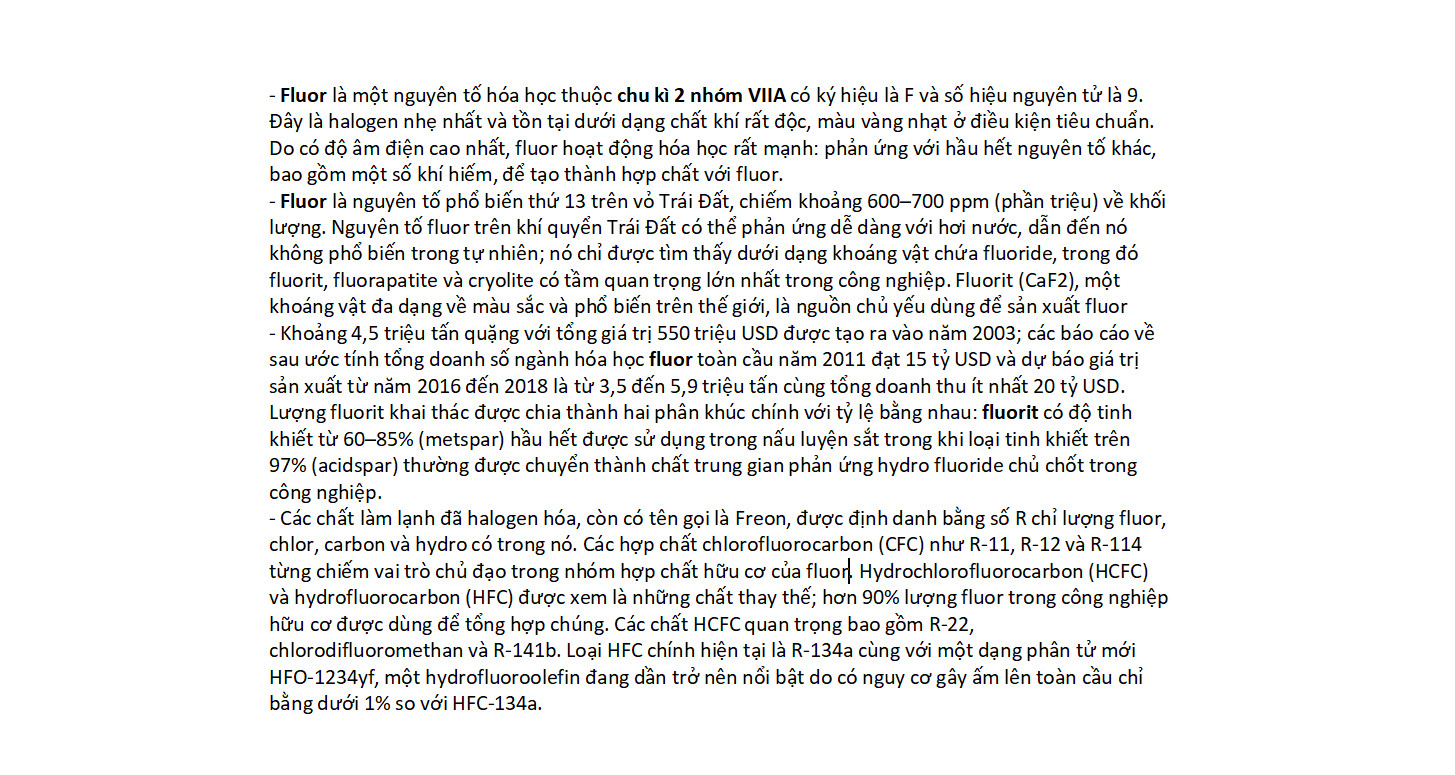 - Fluor là một nguyên tố hóa học thuộc chu kì 2 nhóm VIIA có ký hiệu là F và số hiệu nguyên tử là 9.
Đây là halogen nhẹ nhất và tồn tại dưới dạng chất khí rất độc, màu vàng nhạt ở điều kiện tiêu chuẩn.
Do có độ âm điện cao nhất, fluor hoạt động hóa học rất mạnh: phản ứng với hầu hết nguyên tố khác,
bao gồm một số khí hiếm, để tạo thành hợp chất với fluor.
- Fluor là nguyên tố phổ biến thứ 13 trên vỏ Trái Đất, chiếm khoảng 600–700 ppm (phần triệu) về khối
lượng. Nguyên tố fluor trên khí quyển Trái Đất có thể phản ứng dễ dàng với hơi nước, dẫn đến nó
không phổ biến trong tự nhiên; nó chỉ được tìm thấy dưới dạng khoáng vật chứa fluoride, trong đó
fluorit, fluorapatite và cryolite có tầm quan trọng lớn nhất trong công nghiệp. Fluorit (CaF2), một
khoáng vật đa dạng về màu sắc và phổ biến trên thế giới, là nguồn chủ yếu dùng để sản xuất fluor
- Khoảng 4,5 triệu tấn quặng với tổng giá trị 550 triệu USD được tạo ra vào năm 2003; các báo cáo về
sau ước tính tổng doanh số ngành hóa học fluor toàn cầu năm 2011 đạt 15 tỷ USD và dự báo giá trị
sản xuất từ năm 2016 đến 2018 là từ 3,5 đến 5,9 triệu tấn cùng tổng doanh thu ít nhất 20 tỷ USD.
Lượng fluorit khai thác được chia thành hai phân khúc chính với tỷ lệ bằng nhau: fluorit có độ tinh
khiết từ 60–85% (metspar) hầu hết được sử dụng trong nấu luyện sắt trong khi loại tinh khiết trên
97% (acidspar) thường được chuyển thành chất trung gian phản ứng hydro fluoride chủ chốt trong
công nghiệp.
- Các chất làm lạnh đã halogen hóa, còn có tên gọi là Freon, được định danh bằng số R chỉ lượng fluor,
chlor, carbon và hydro có trong nó. Các hợp chất chlorofluorocarbon (CFC) như R-11, R-12 và R-114
từng chiếm vai trò chủ đạo trong nhóm hợp chất hữu cơ của fluor. Hydrochlorofluorocarbon (HCFC)
và hydrofluorocarbon (HFC) được xem là những chất thay thế; hơn 90% lượng fluor trong công nghiệp
hữu cơ được dùng để tổng hợp chúng. Các chất HCFC quan trọng bao gồm R-22,
chlorodifluoromethan và R-141b. Loại HFC chính hiện tại là R-134a cùng với một dạng phân tử mới
HFO-1234yf, một hydrofluoroolefin đang dần trở nên nổi bật do có nguy cơ gây ấm lên toàn cầu chỉ
bằng dưới 1% so với HFC-134a.